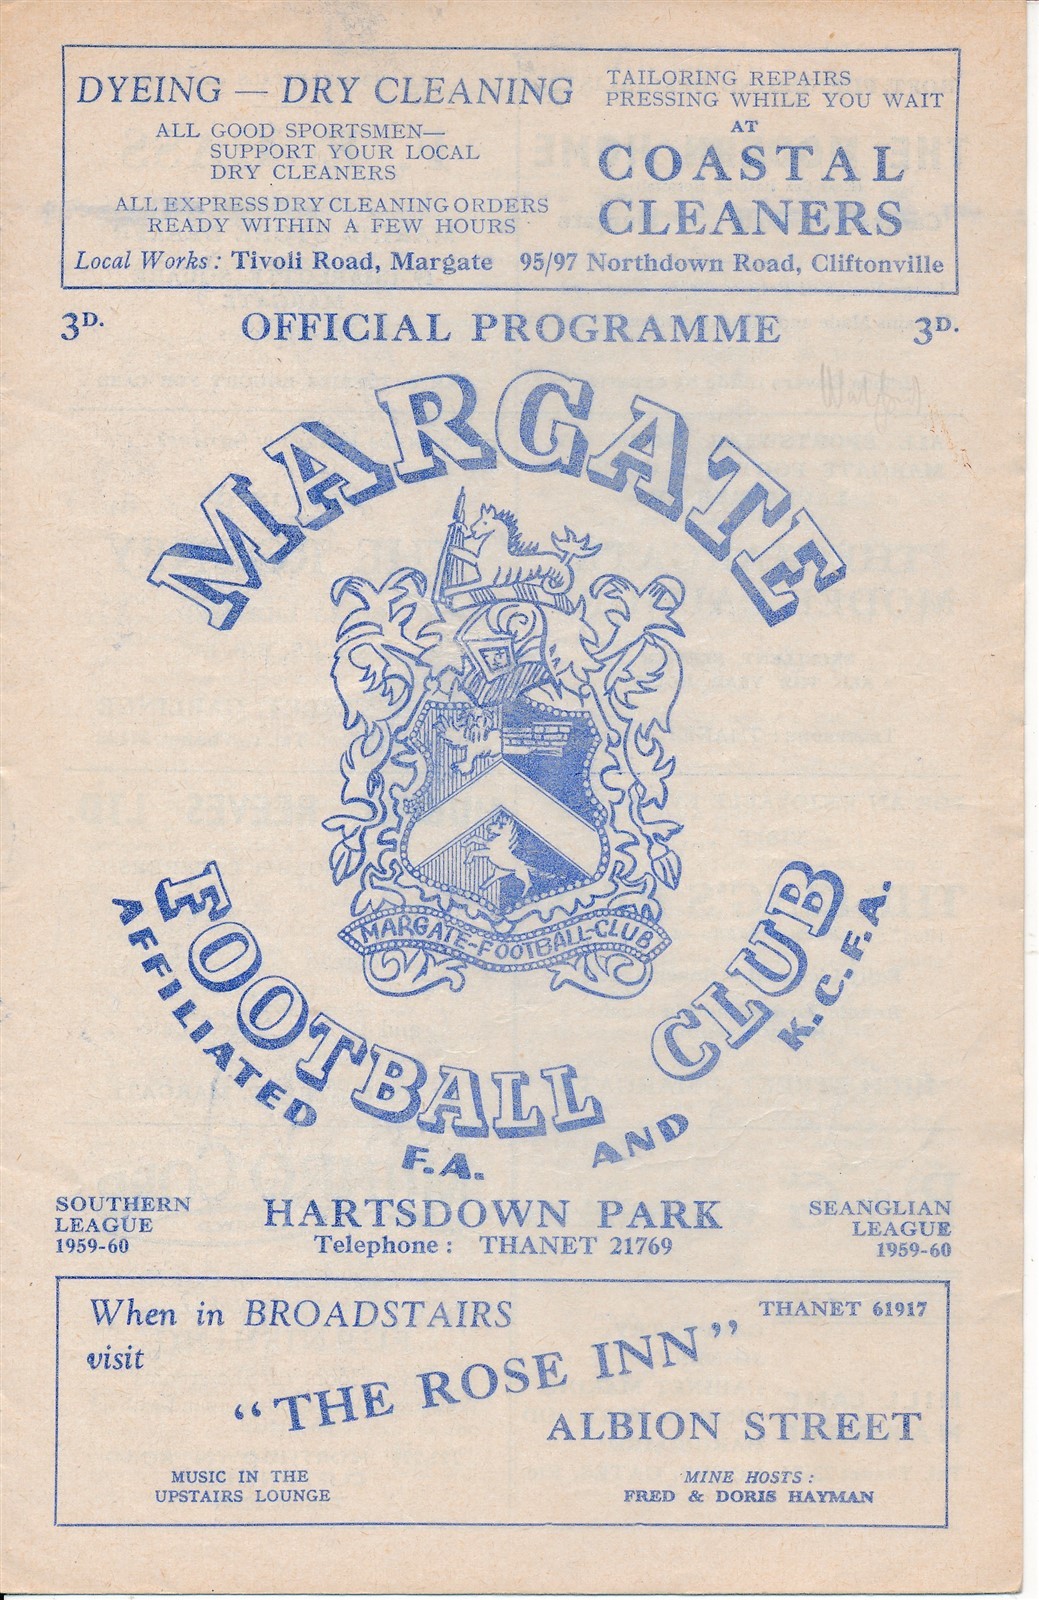 DYEING — DRY CLEANING
ALL GOOD SPORTSMEN—
SUPPORT YOUR LOCAL
DRY CLEANERS
ALL EXPRESS DRY CLEANING ORDERS
READY WITHIN A FEW HOURS
TAILORING REPAIRS
PRESSING WHILE YOU WAIT
AT
COASTAL
CLEANERS
Local Works: Tivoli Road, Margate 95/97 Northdown Road, Cliftonville
3D. OFFICIAL PROGRAMME 3D.
MARGATE
MARGATE-FOOTBALL-CLUB
FOOTBALL CLUB
AFFILIATED F.A. AND K.C.F.A.
SOUTHERN
LEAGUE
1959-60
HARTSDOWN PARK
Telephone: THANET 21769
SEANGLIAN
LEAGUE
1959-60
When in BROADSTAIRS
visit
THANET 61917
"THE ROSE INN"
ALBION STREET
MUSIC IN THE
UPSTAIRS LOUNGE
MINE HOSTS:
FRED & DORIS HAYMAN